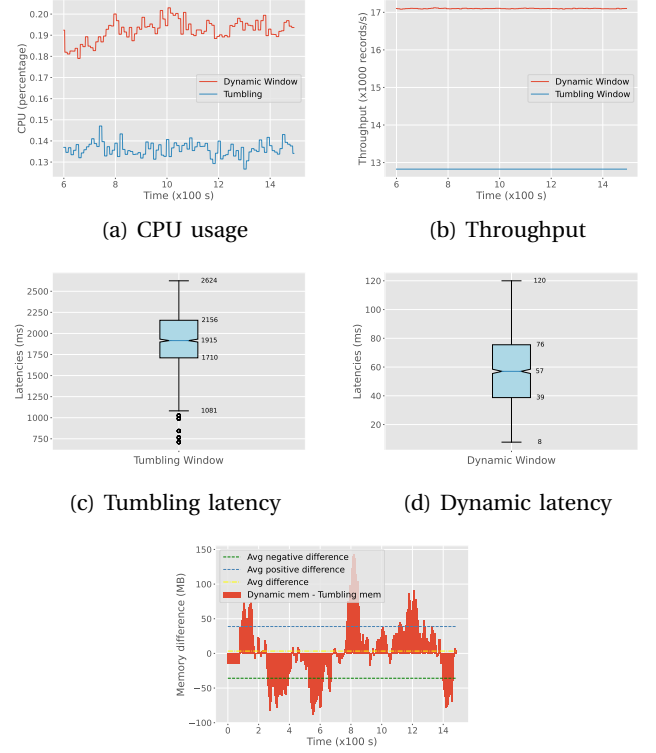 0.20
0.19
0.17
0.16
0.14
0.13
CPU (percentage)
Dynamic Window
Tumbling
6 8 10 12 14
Time (x100 s)
(a) CPU usage
17
16
15
14
13
Throughput (x1000 records/s)
Dynamic Window
Tumbling Window
6 8 10 12 14
Time (x100 s)
(b) Throughput
2500
2250
2000
1750
1500
1250
1000
750
Latencies (ms)
2624
2156
1915
1710
1081
Tumbling Window
(c) Tumbling latency
120
100
80
60
40
20
Latencies (ms)
120
76
57
39
8
Dynamic Window
(d) Dynamic latency
150
100
50
0
−50
−100
Memory difference (MB)
Avg negative difference
Avg positive difference
Avg difference
Dynamic mem - Tumbling mem
0 2 4 6 8 10 12 14
Time (x100 s)